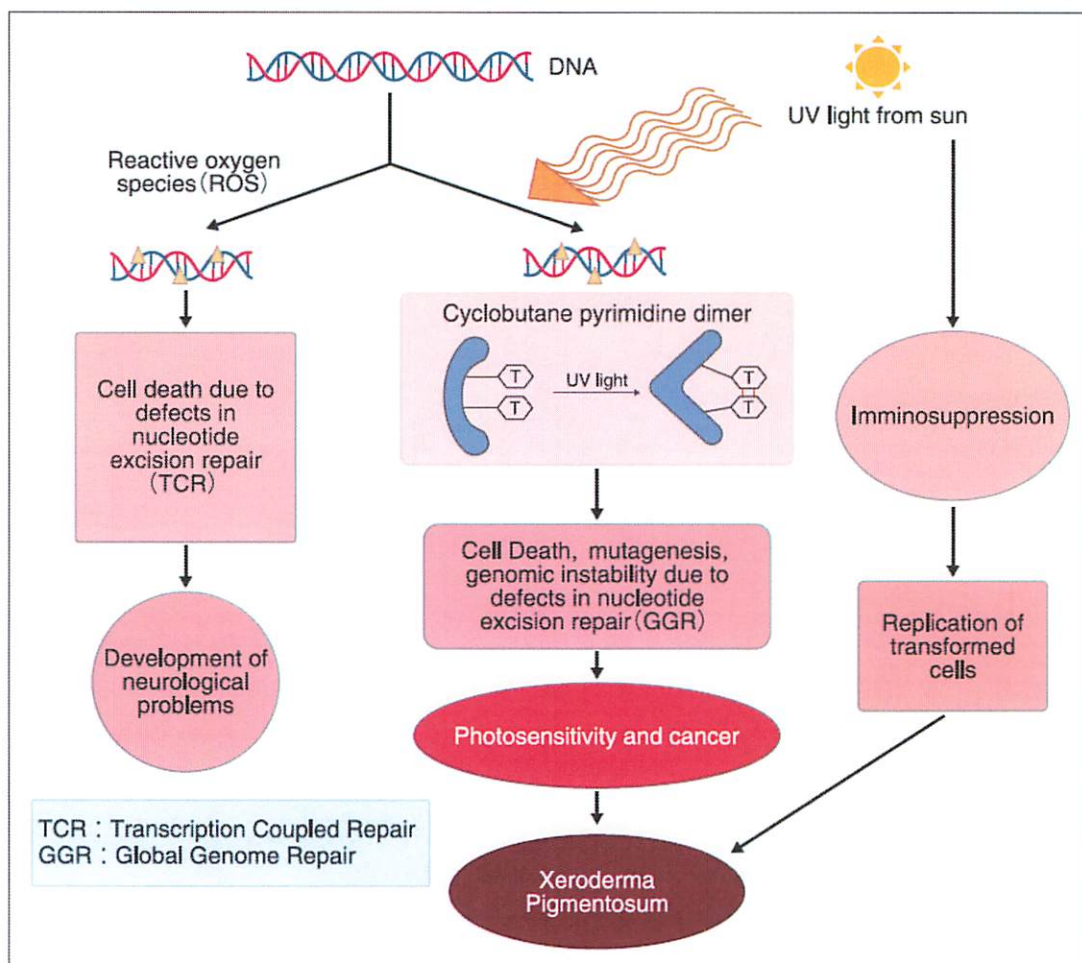 DNA
UV light from sun
Reactive oxygen
species(ROS)
Cyclobutane pyrimidine dimer
T
T
UV light
T
T
Cell death due to
defects in
nucleotide
excision repair
(TCR)
Imminosuppression
Cell Death, mutagenesis,
genomic instability due to
defects in nucleotide
excision repair(GGR)
Replication of
transformed
cells
Development of
neurological
problems
Photosensitivity and cancer
TCR : Transcription Coupled Repair
GGR : Global Genome Repair
Xeroderma
Pigmentosum